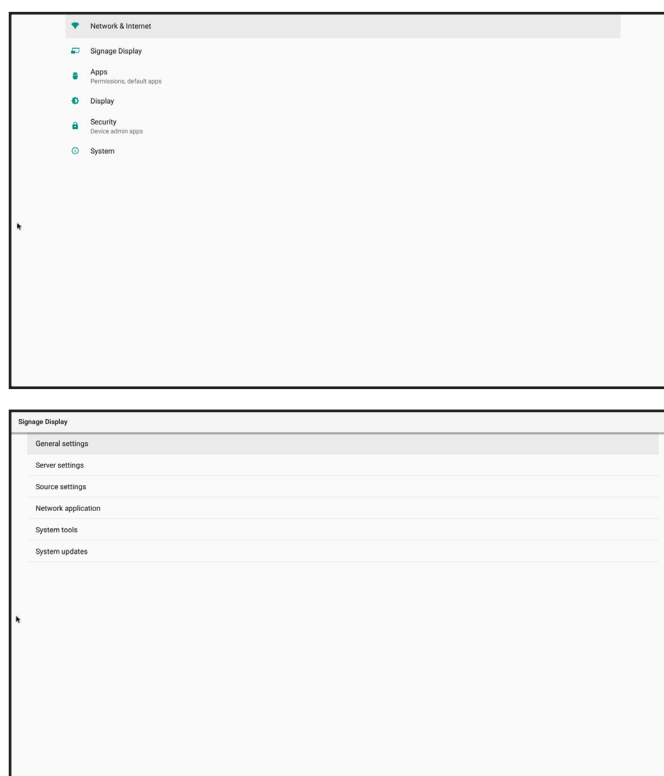 Network & Internet
Signage Display
Apps
Permissions, default apps
Display
Security
Device admin apps
System
Signage Display
General settings
Server settings
Source settings
Network application
System tools
System updates